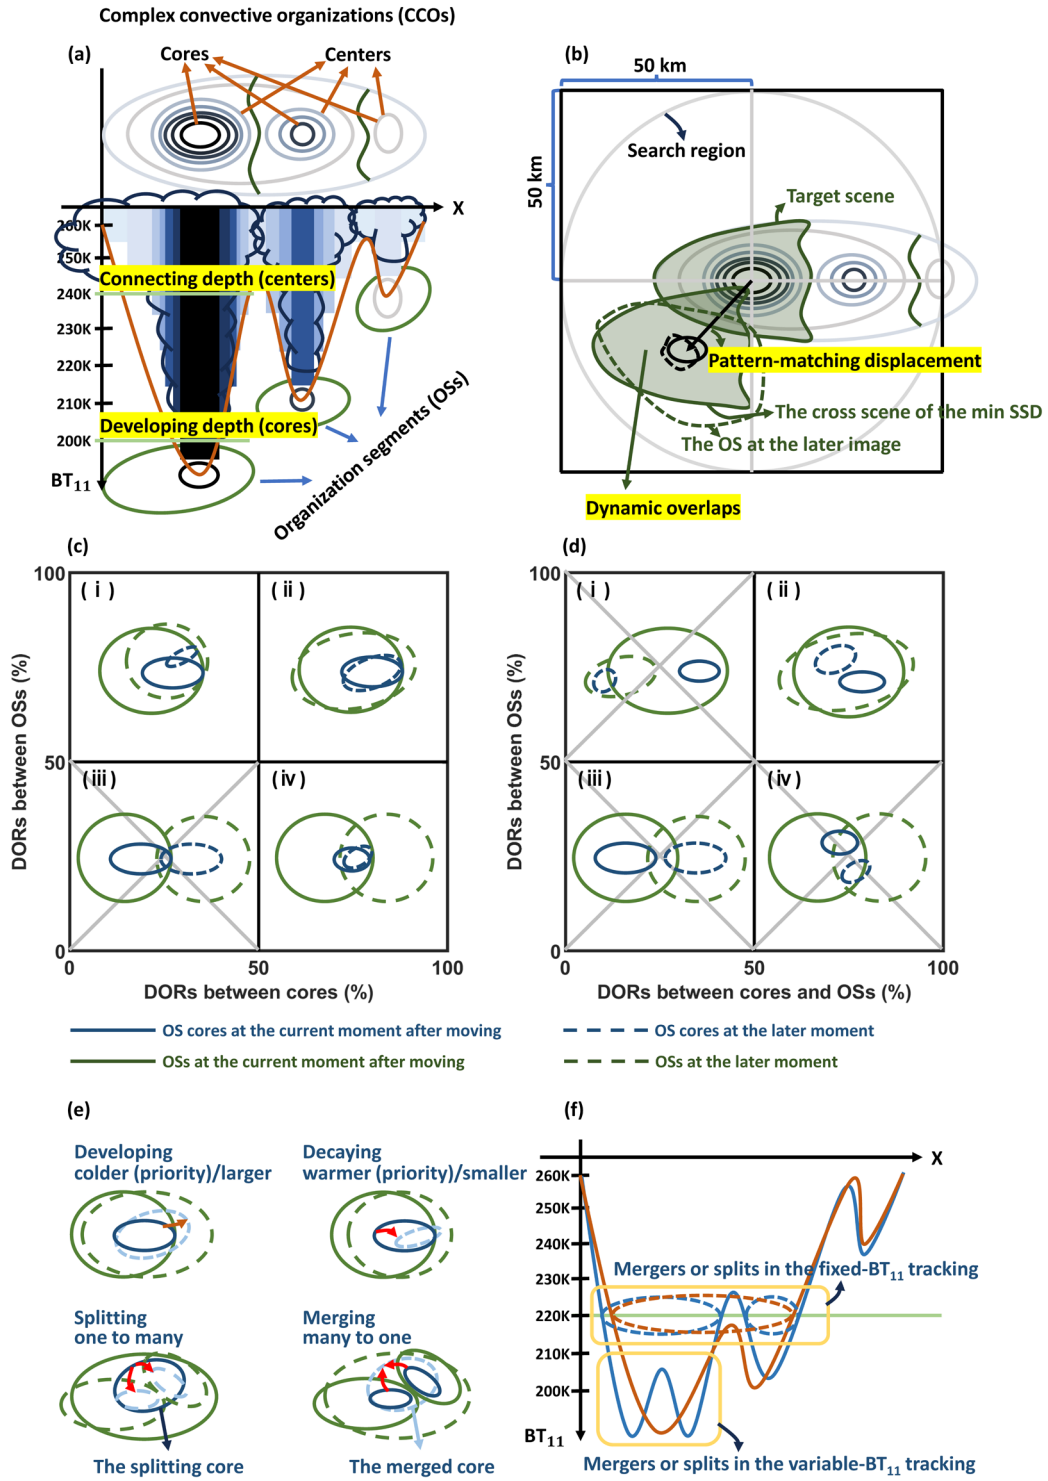 Complex convective organizations (CCOs)
(a)
Cores
Centers
X
260K
250K
Connecting depth (centers)
240K
230K
220K
210K
Developing depth (cores)
200K
BT11
Organization segments (OSs)
(b)
50 km
50 km
Search region
Target scene
Pattern-matching displacement
The cross scene of the min SSD
The OS at the later image
Dynamic overlaps
(c)
100
( i )
( ii )
50
( iii )
( iv )
0
0
50
100
DORs between OSs (%)
DORs between cores (%)
(d)
100
( i )
( ii )
50
( iii )
( iv )
0
0
50
100
DORs between OSs (%)
DORs between cores and OSs (%)
OS cores at the current moment after moving
OS cores at the later moment
OSs at the current moment after moving
OSs at the later moment
(e)
Developing
colder (priority)/larger
Decaying
warmer (priority)/smaller
Splitting
one to many
Merging
many to one
The splitting core
The merged core
(f)
X
260K
250K
240K
230K
220K
210K
200K
BT11
Mergers or splits in the fixed-BT11 tracking
Mergers or splits in the variable-BT11 tracking